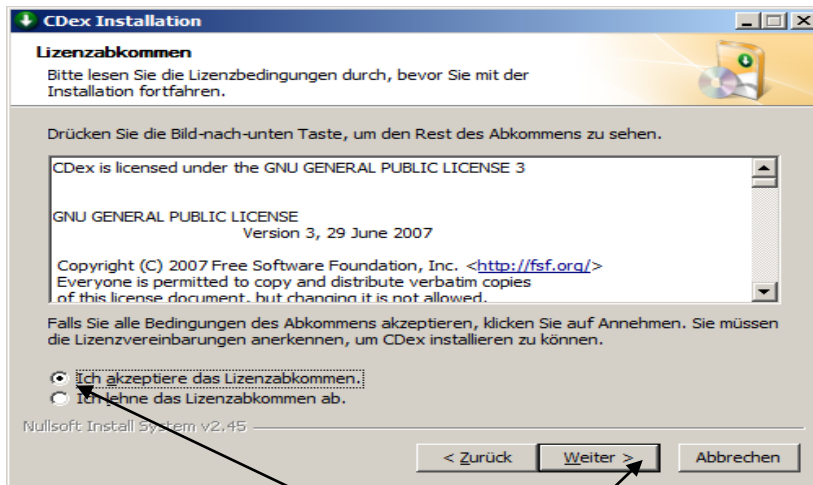 CDex Installation
Lizenzabkommen
Bitte lesen Sie die Lizenzbedingungen durch, bevor Sie mit der
Installation fortfahren.
Drücken Sie die Bild-nach-unten Taste, um den Rest des Abkommens zu sehen.
CDex is licensed under the GNU GENERAL PUBLIC LICENSE 3
GNU GENERAL PUBLIC LICENSE
Version 3, 29 June 2007
Copyright (C) 2007 Free Software Foundation, Inc. <http://fsf.org/>
Everyone is permitted to copy and distribute verbatim copies
of this license document, but changing it is not allowed.
Falls Sie alle Bedingungen des Abkommens akzeptieren, klicken Sie auf Annehmen. Sie müssen
die Lizenzvereinbarungen anerkennen, um CDex installieren zu können.
Ich akzeptiere das Lizenzabkommen.
Ich lehne das Lizenzabkommen ab.
Nullsoft Install System v2.45
< Zurück Weiter > Abbrechen